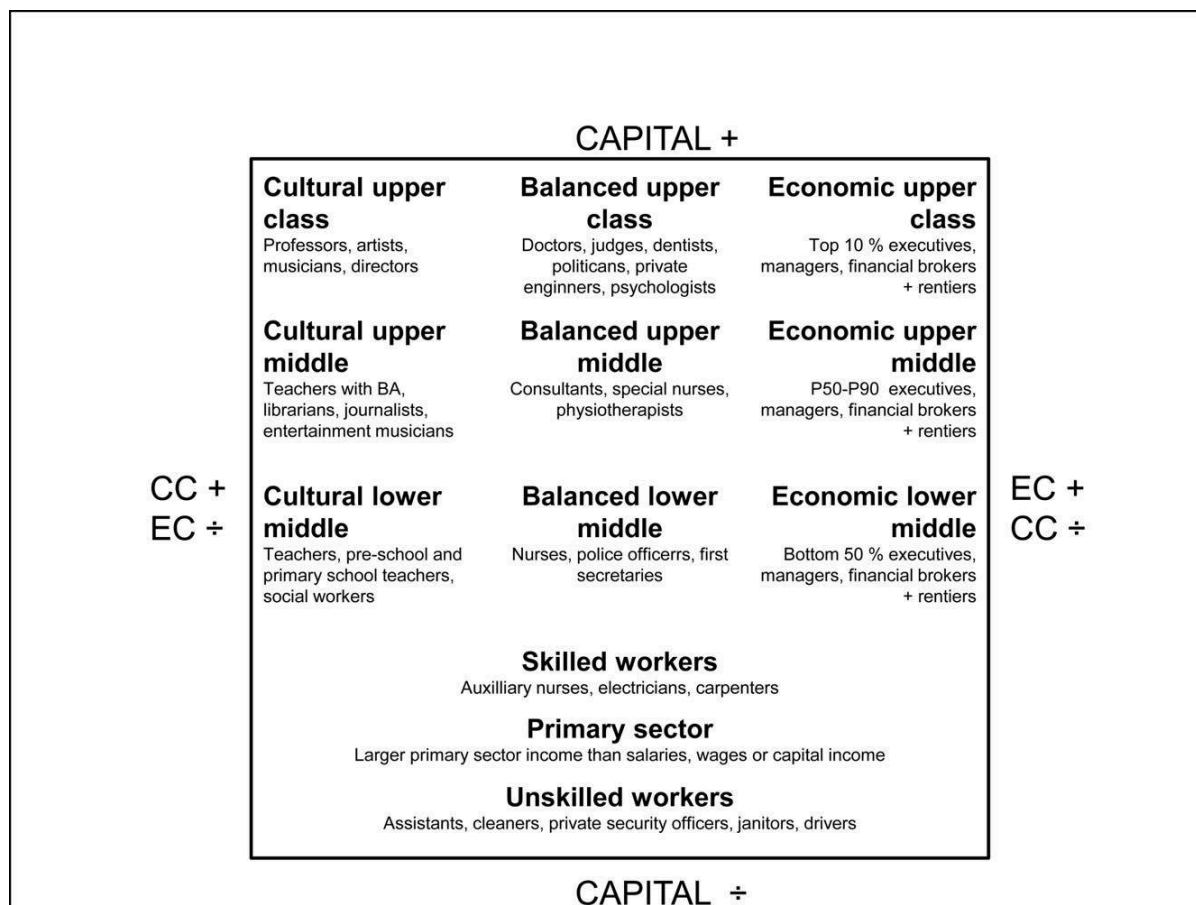 CAPITAL +
Cultural upper
class
Professors, artists,
musicians, directors
Balanced upper
class
Doctors, judges, dentists,
politicans, private
enginners, psychologists
Economic upper
class
Top 10 % executives,
managers, financial brokers
+ rentiers
Cultural upper
middle
Teachers with BA,
librarians, journalists,
entertainment musicians
Balanced upper
middle
Consultants, special nurses,
physiotherapists
Economic upper
middle
P50-P90 executives,
managers, financial brokers
+ rentiers
CC +
EC ÷
Cultural lower
middle
Teachers, pre-school and
primary school teachers,
social workers
Balanced lower
middle
Nurses, police officerrs, first
secretaries
Economic lower
middle
Bottom 50 % executives,
managers, financial brokers
+ rentiers
EC +
CC ÷
Skilled workers
Auxilliary nurses, electricians, carpenters
Primary sector
Larger primary sector income than salaries, wages or capital income
Unskilled workers
Assistants, cleaners, private security officers, janitors, drivers
CAPITAL ÷